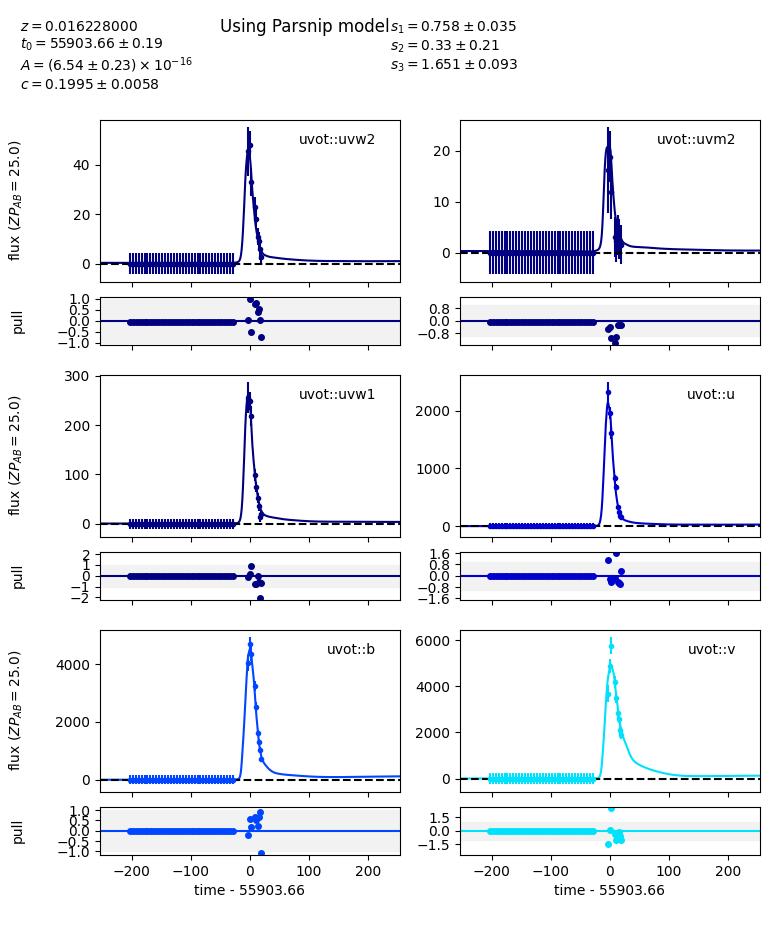 Using Parsnip model
z = 0.016228000
t₀ = 55903.66 ± 0.19
A = (6.54 ± 0.23) × 10⁻¹⁶
c = 0.1995 ± 0.0058
s₁ = 0.758 ± 0.035
s₂ = 0.33 ± 0.21
s₃ = 1.651 ± 0.093
uvot::uvw2
flux (ZP_AB = 25.0)
40
20
0
pull
1.0
0.5
0.0
−0.5
−1.0
uvot::uvm2
20
10
0
0.8
0.0
−0.8
uvot::uvw1
flux (ZP_AB = 25.0)
300
200
100
0
pull
2
1
0
−1
−2
uvot::u
2000
1000
0
1.6
0.8
0.0
−0.8
−1.6
uvot::b
flux (ZP_AB = 25.0)
4000
2000
0
pull
1.0
0.5
0.0
−0.5
−1.0
−200 −100 0 100 200
time - 55903.66
uvot::v
6000
4000
2000
0
1.5
0.0
−1.5
−200 −100 0 100 200
time - 55903.66